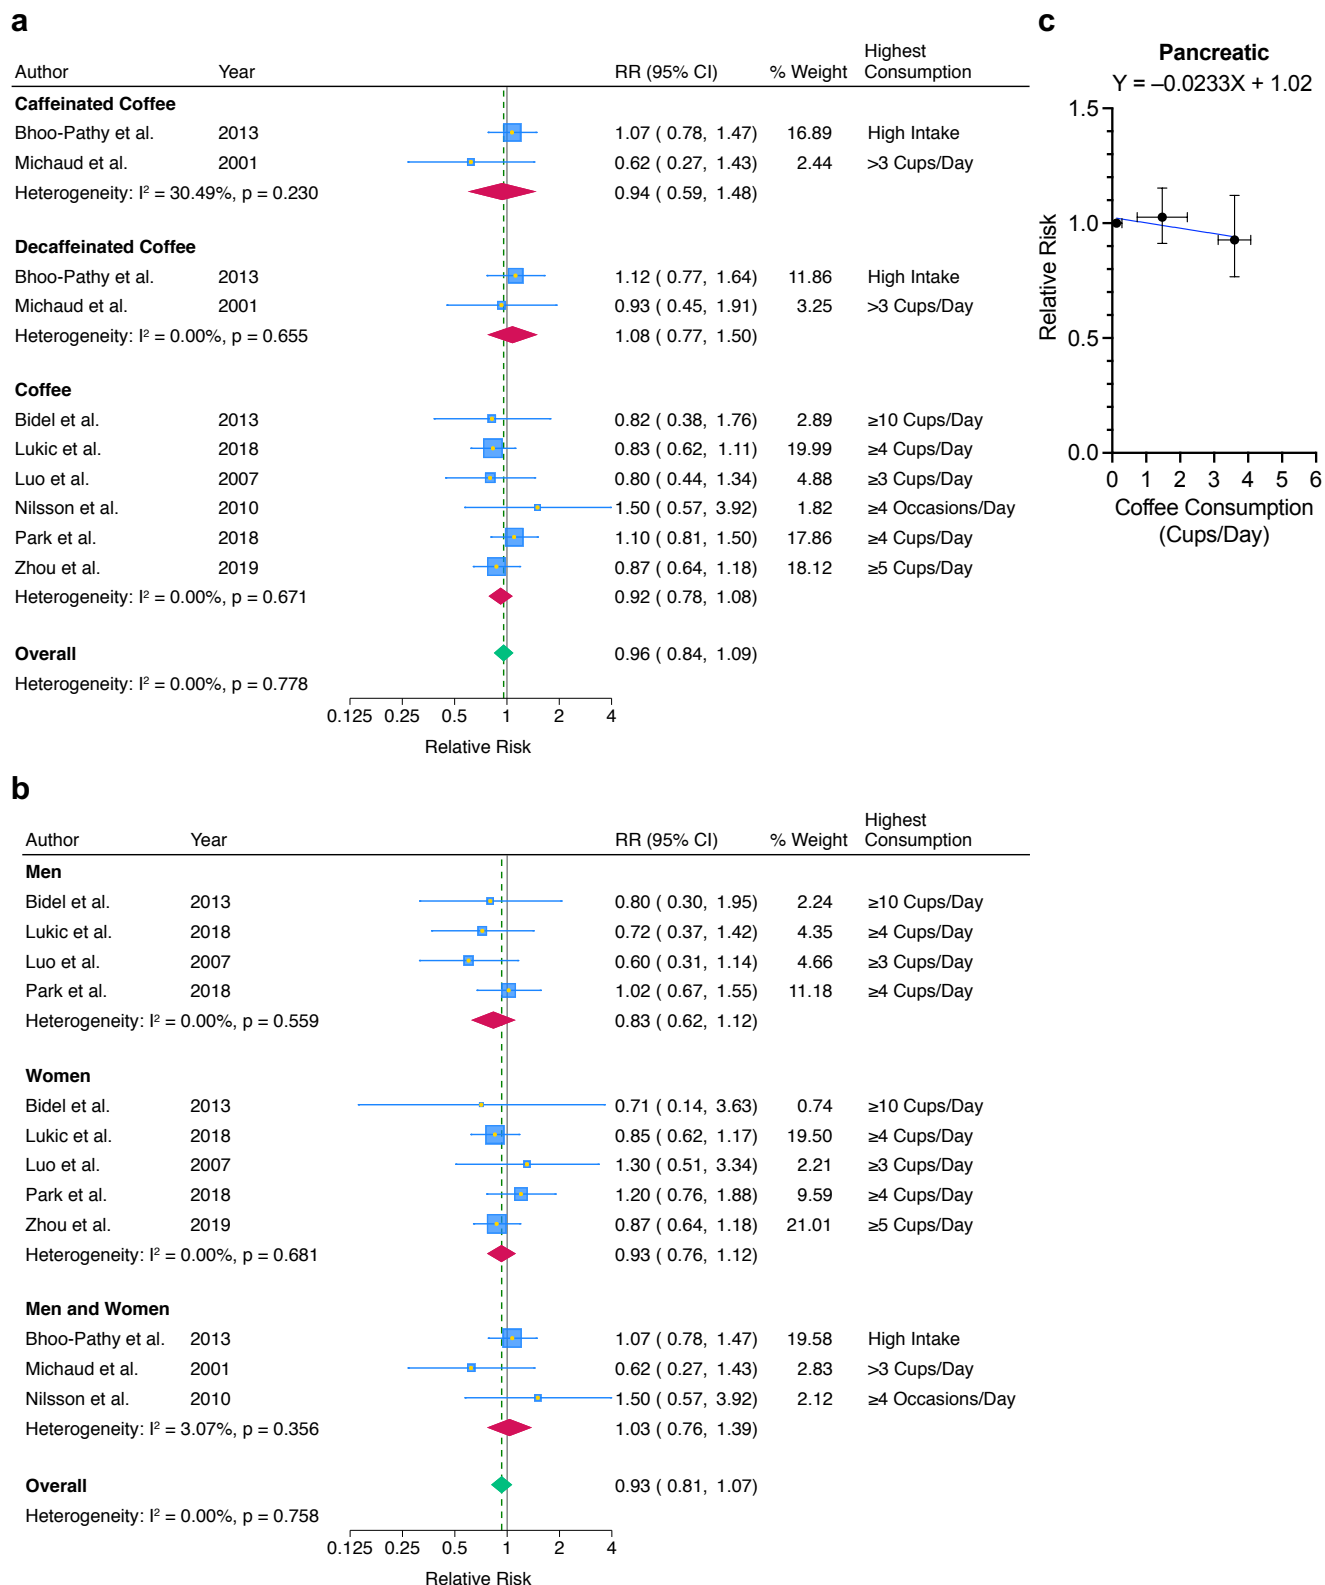 a
Author Year RR (95% CI) % Weight Highest Consumption
Caffeinated Coffee
Bhoo-Pathy et al. 2013 1.07 ( 0.78, 1.47) 16.89 High Intake
Michaud et al. 2001 0.62 ( 0.27, 1.43) 2.44 >3 Cups/Day
Heterogeneity: I² = 30.49%, p = 0.230 0.94 ( 0.59, 1.48)
Decaffeinated Coffee
Bhoo-Pathy et al. 2013 1.12 ( 0.77, 1.64) 11.86 High Intake
Michaud et al. 2001 0.93 ( 0.45, 1.91) 3.25 >3 Cups/Day
Heterogeneity: I² = 0.00%, p = 0.655 1.08 ( 0.77, 1.50)
Coffee
Bidel et al. 2013 0.82 ( 0.38, 1.76) 2.89 ≥10 Cups/Day
Lukic et al. 2018 0.83 ( 0.62, 1.11) 19.99 ≥4 Cups/Day
Luo et al. 2007 0.80 ( 0.44, 1.34) 4.88 ≥3 Cups/Day
Nilsson et al. 2010 1.50 ( 0.57, 3.92) 1.82 ≥4 Occasions/Day
Park et al. 2018 1.10 ( 0.81, 1.50) 17.86 ≥4 Cups/Day
Zhou et al. 2019 0.87 ( 0.64, 1.18) 18.12 ≥5 Cups/Day
Heterogeneity: I² = 0.00%, p = 0.671 0.92 ( 0.78, 1.08)
Overall 0.96 ( 0.84, 1.09)
Heterogeneity: I² = 0.00%, p = 0.778
0.125 0.25 0.5 1 2 4
Relative Risk
b
Author Year RR (95% CI) % Weight Highest Consumption
Men
Bidel et al. 2013 0.80 ( 0.30, 1.95) 2.24 ≥10 Cups/Day
Lukic et al. 2018 0.72 ( 0.37, 1.42) 4.35 ≥4 Cups/Day
Luo et al. 2007 0.60 ( 0.31, 1.14) 4.66 ≥3 Cups/Day
Park et al. 2018 1.02 ( 0.67, 1.55) 11.18 ≥4 Cups/Day
Heterogeneity: I² = 0.00%, p = 0.559 0.83 ( 0.62, 1.12)
Women
Bidel et al. 2013 0.71 ( 0.14, 3.63) 0.74 ≥10 Cups/Day
Lukic et al. 2018 0.85 ( 0.62, 1.17) 19.50 ≥4 Cups/Day
Luo et al. 2007 1.30 ( 0.51, 3.34) 2.21 ≥3 Cups/Day
Park et al. 2018 1.20 ( 0.76, 1.88) 9.59 ≥4 Cups/Day
Zhou et al. 2019 0.87 ( 0.64, 1.18) 21.01 ≥5 Cups/Day
Heterogeneity: I² = 0.00%, p = 0.681 0.93 ( 0.76, 1.12)
Men and Women
Bhoo-Pathy et al. 2013 1.07 ( 0.78, 1.47) 19.58 High Intake
Michaud et al. 2001 0.62 ( 0.27, 1.43) 2.83 >3 Cups/Day
Nilsson et al. 2010 1.50 ( 0.57, 3.92) 2.12 ≥4 Occasions/Day
Heterogeneity: I² = 3.07%, p = 0.356 1.03 ( 0.76, 1.39)
Overall 0.93 ( 0.81, 1.07)
Heterogeneity: I² = 0.00%, p = 0.758
0.125 0.25 0.5 1 2 4
Relative Risk
c
Pancreatic
Y = –0.0233X + 1.02
1.5
1.0
0.5
0.0
Relative Risk
0 1 2 3 4 5 6
Coffee Consumption
(Cups/Day)